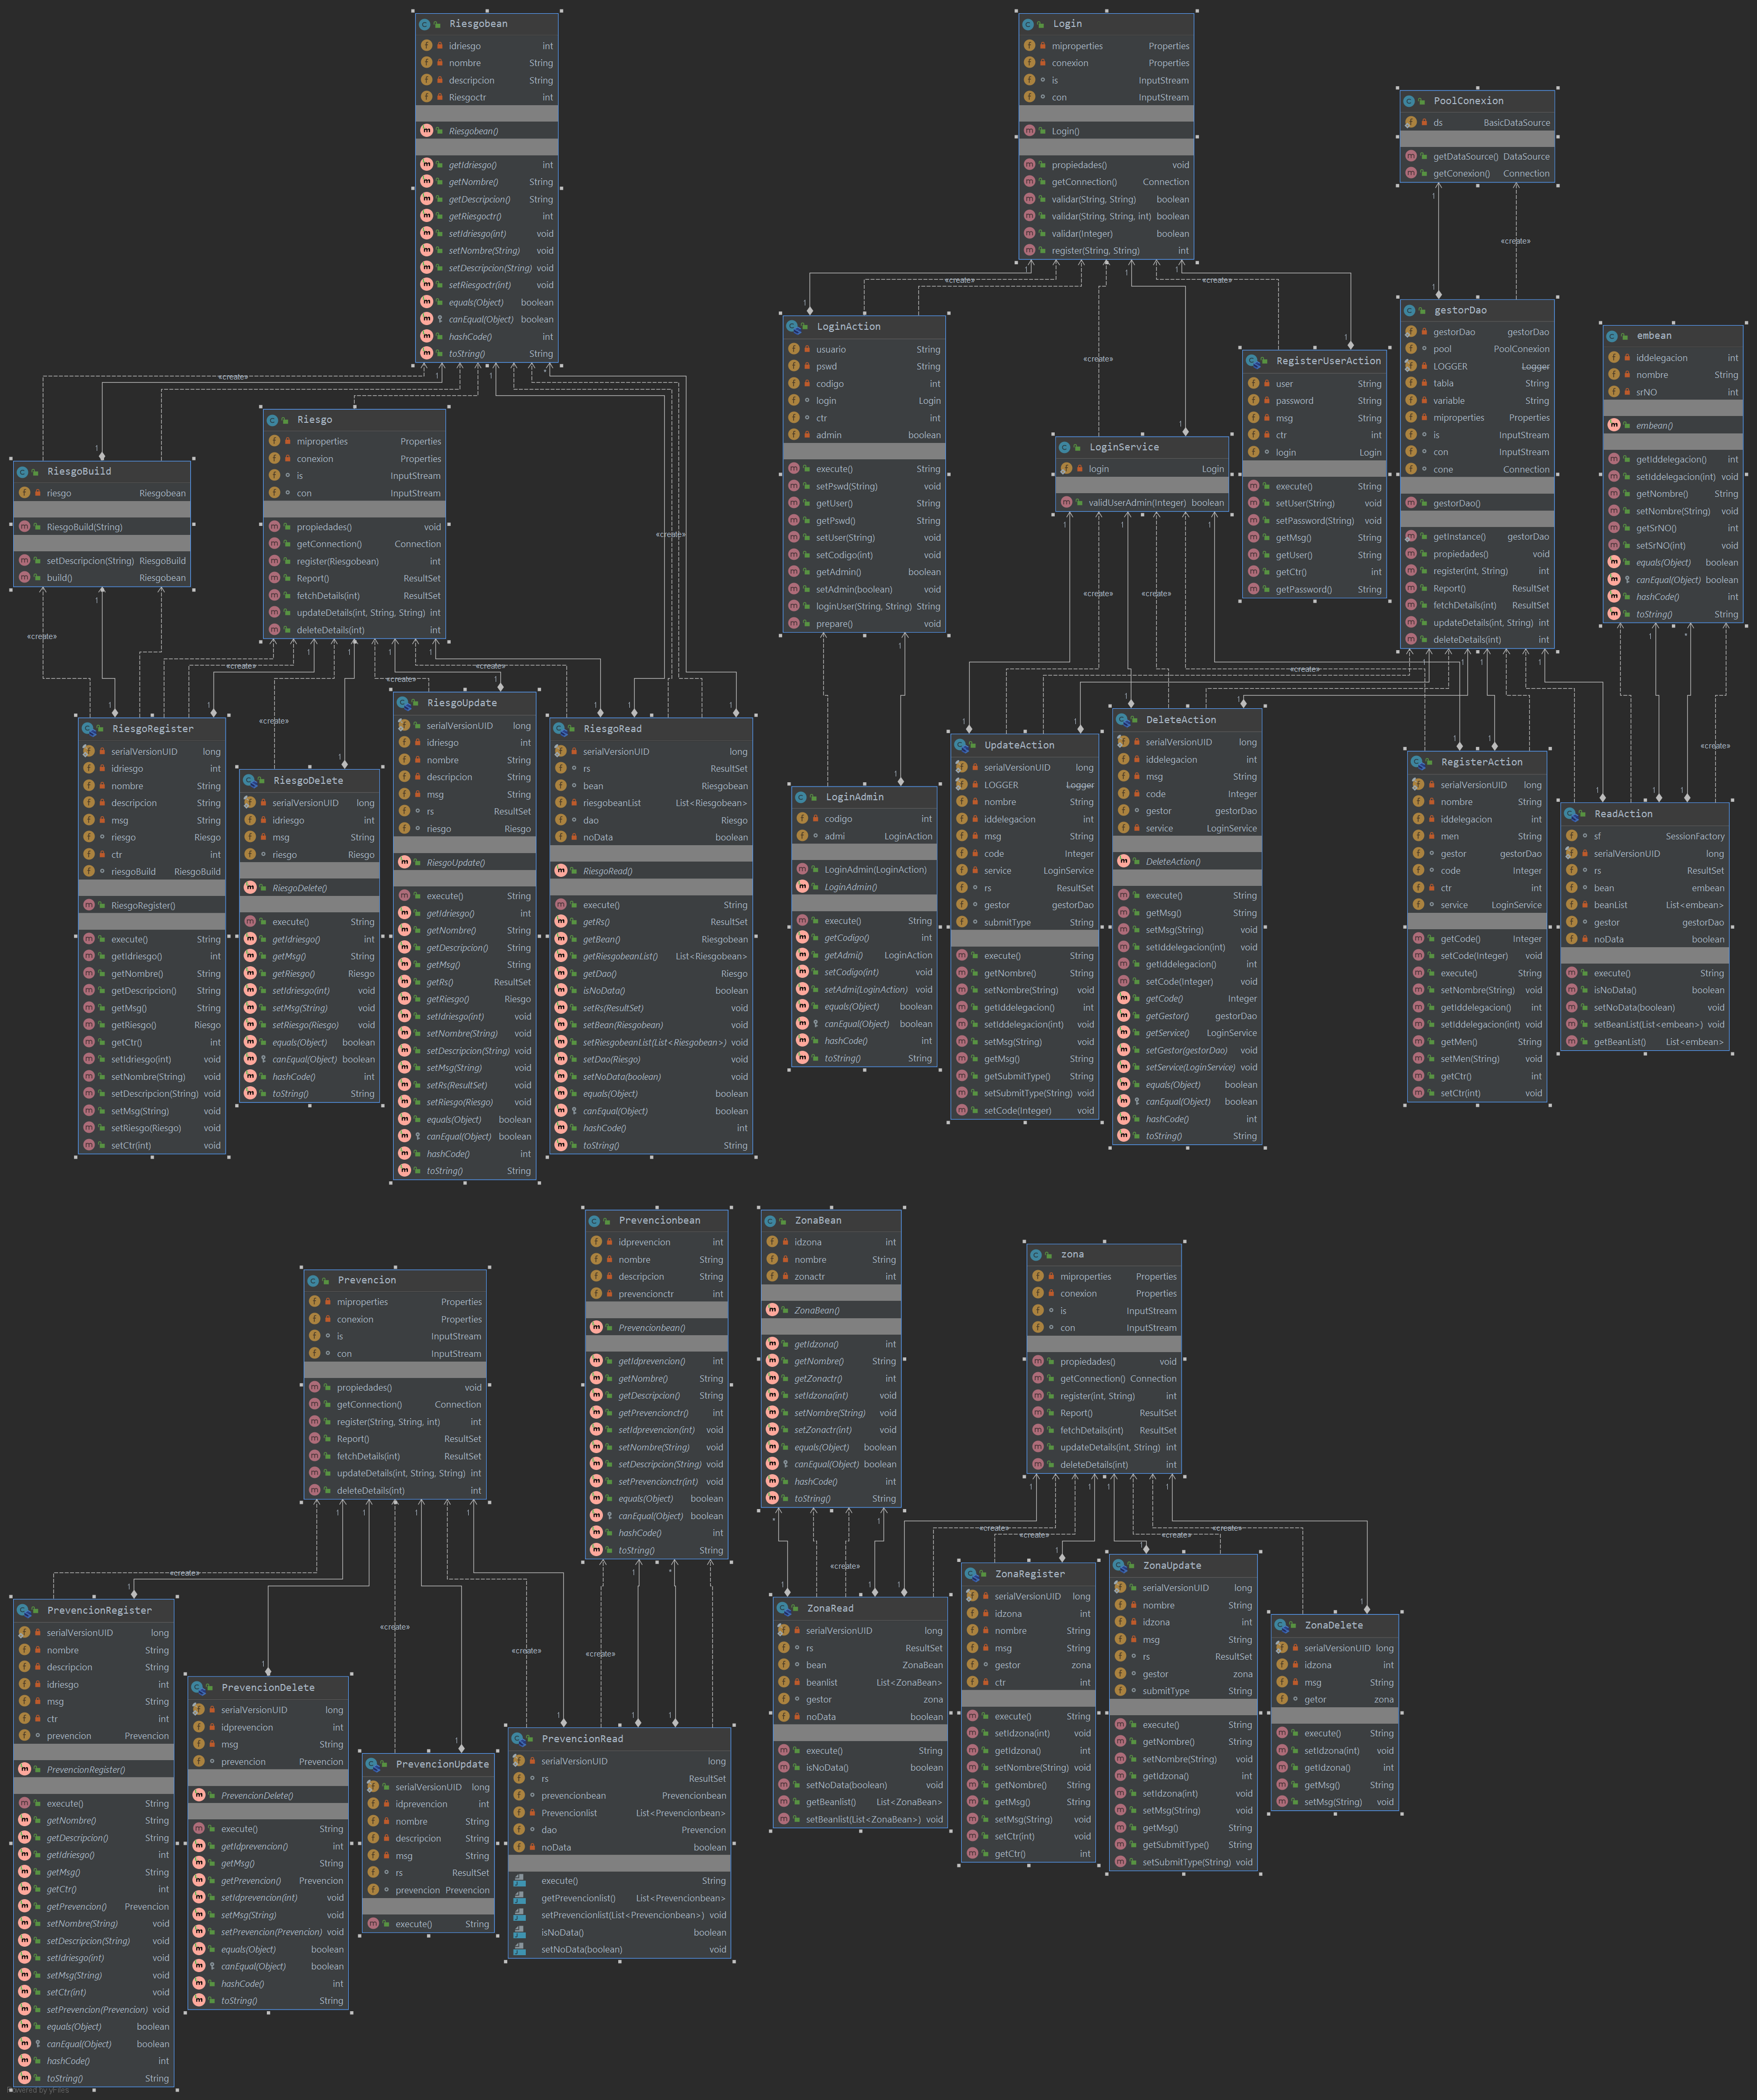 Riesgobean
idriesgo int
nombre String
descripcion String
Riesgoctr int
Riesgobean()
getIdriesgo() int
getNombre() String
getDescripcion() String
getRiesgoctr() int
setIdriesgo(int) void
setNombre(String) void
setDescripcion(String) void
setRiesgoctr(int) void
equals(Object) boolean
canEqual(Object) boolean
hashCode() int
toString() String
Login
miproperties Properties
conexion Properties
is InputStream
con InputStream
Login()
propiedades() void
getConnection() Connection
validar(String, String) boolean
validar(String, String, int) boolean
validar(Integer) boolean
register(String, String) int
PoolConexion
ds BasicDataSource
getDataSource() DataSource
getConexion() Connection
«create»
«create»
«create»
«create»
«create»
«create»
LoginAction
usuario String
pswd String
codigo int
login Login
ctr int
admin boolean
execute() String
setPswd(String) void
getUser() String
getPswd() String
setUser(String) void
setCodigo(int) void
getAdmin() boolean
setAdmin(boolean) void
loginUser(String, String) String
prepare() void
RegisterUserAction
user String
password String
msg String
ctr int
login Login
execute() String
setUser(String) void
setPassword(String) void
getMsg() String
getUser() String
getCtr() int
getPassword() String
gestorDao
gestorDao gestorDao
pool PoolConexion
LOGGER Logger
tabla String
variable String
miproperties Properties
is InputStream
con InputStream
cone Connection
gestorDao()
getInstance() gestorDao
propiedades() void
register(int, String) int
Report() ResultSet
fetchDetails(int) ResultSet
updateDetails(int, String) int
deleteDetails(int) int
embean
iddelegacion int
nombre String
srNO int
embean()
getIddelegacion() int
setIddelegacion(int) void
getNombre() String
setNombre(String) void
getSrNO() int
setSrNO(int) void
equals(Object) boolean
canEqual(Object) boolean
hashCode() int
toString() String
Riesgo
miproperties Properties
conexion Properties
is InputStream
con InputStream
propiedades() void
getConnection() Connection
register(Riesgobean) int
Report() ResultSet
fetchDetails(int) ResultSet
updateDetails(int, String, String) int
deleteDetails(int) int
RiesgoBuild
riesgo Riesgobean
RiesgoBuild(String)
setDescripcion(String) RiesgoBuild
build() Riesgobean
LoginService
login Login
validUserAdmin(Integer) boolean
«create»
«create»
«create»
«create»
«create»
«create»
«create»
«create»
«create»
«create»
RiesgoRegister
serialVersionUID long
idriesgo int
nombre String
descripcion String
msg String
riesgo Riesgo
ctr int
riesgoBuild RiesgoBuild
RiesgoRegister()
execute() String
getIdriesgo() int
getNombre() String
getDescripcion() String
getMsg() String
getRiesgo() Riesgo
getCtr() int
setIdriesgo(int) void
setNombre(String) void
setDescripcion(String) void
setMsg(String) void
setRiesgo(Riesgo) void
setCtr(int) void
RiesgoDelete
serialVersionUID long
idriesgo int
msg String
riesgo Riesgo
RiesgoDelete()
execute() String
getIdriesgo() int
getMsg() String
getRiesgo() Riesgo
setIdriesgo(int) void
setMsg(String) void
setRiesgo(Riesgo) void
equals(Object) boolean
canEqual(Object) boolean
hashCode() int
toString() String
RiesgoUpdate
serialVersionUID long
idriesgo int
nombre String
descripcion String
msg String
rs ResultSet
riesgo Riesgo
RiesgoUpdate()
execute() String
getIdriesgo() int
getNombre() String
getDescripcion() String
getMsg() String
getRs() ResultSet
getRiesgo() Riesgo
setIdriesgo(int) void
setNombre(String) void
setDescripcion(String) void
setMsg(String) void
setRs(ResultSet) void
setRiesgo(Riesgo) void
equals(Object) boolean
canEqual(Object) boolean
hashCode() int
toString() String
RiesgoRead
serialVersionUID long
rs ResultSet
bean Riesgobean
riesgobeanList List<Riesgobean>
dao Riesgo
noData boolean
RiesgoRead()
execute() String
getRs() ResultSet
getBean() Riesgobean
getRiesgobeanList() List<Riesgobean>
getDao() Riesgo
isNoData() boolean
setRs(ResultSet) void
setBean(Riesgobean) void
setRiesgobeanList(List<Riesgobean>) void
setDao(Riesgo) void
setNoData(boolean) void
equals(Object) boolean
canEqual(Object) boolean
hashCode() int
toString() String
LoginAdmin
codigo int
admi LoginAction
LoginAdmin(LoginAction)
LoginAdmin()
execute() String
getCodigo() int
getAdmi() LoginAction
setCodigo(int) void
setAdmi(LoginAction) void
equals(Object) boolean
canEqual(Object) boolean
hashCode() int
toString() String
UpdateAction
serialVersionUID long
LOGGER Logger
nombre String
iddelegacion int
msg String
code Integer
service LoginService
rs ResultSet
gestor gestorDao
submitType String
execute() String
getNombre() String
setNombre(String) void
getIddelegacion() int
setIddelegacion(int) void
setMsg(String) void
getMsg() String
getSubmitType() String
setSubmitType(String) void
setCode(Integer) void
DeleteAction
serialVersionUID long
iddelegacion int
msg String
code Integer
gestor gestorDao
service LoginService
DeleteAction()
execute() String
getMsg() String
setMsg(String) void
setIddelegacion(int) void
getIddelegacion() int
setCode(Integer) void
getCode() Integer
getGestor() gestorDao
getService() LoginService
setGestor(gestorDao) void
setService(LoginService) void
equals(Object) boolean
canEqual(Object) boolean
hashCode() int
toString() String
RegisterAction
serialVersionUID long
nombre String
iddelegacion int
men String
gestor gestorDao
code Integer
ctr int
service LoginService
getCode() Integer
setCode(Integer) void
execute() String
setNombre(String) void
getIddelegacion() int
setIddelegacion(int) void
getMen() String
setMen(String) void
getCtr() int
setCtr(int) void
ReadAction
sf SessionFactory
serialVersionUID long
rs ResultSet
bean embean
beanList List<embean>
gestor gestorDao
noData boolean
execute() String
isNoData() boolean
setNoData(boolean) void
setBeanList(List<embean>) void
getBeanList() List<embean>
Prevencion
miproperties Properties
conexion Properties
is InputStream
con InputStream
propiedades() void
getConnection() Connection
register(String, String, int) int
Report() ResultSet
fetchDetails(int) ResultSet
updateDetails(int, String, String) int
deleteDetails(int) int
Prevencionbean
idprevencion int
nombre String
descripcion String
prevencionctr int
Prevencionbean()
getIdprevencion() int
getNombre() String
getDescripcion() String
getPrevencionctr() int
setIdprevencion(int) void
setNombre(String) void
setDescripcion(String) void
setPrevencionctr(int) void
equals(Object) boolean
canEqual(Object) boolean
hashCode() int
toString() String
ZonaBean
idzona int
nombre String
zonactr int
ZonaBean()
getIdzona() int
getNombre() String
getZonactr() int
setIdzona(int) void
setNombre(String) void
setZonactr(int) void
equals(Object) boolean
canEqual(Object) boolean
hashCode() int
toString() String
zona
miproperties Properties
conexion Properties
is InputStream
con InputStream
propiedades() void
getConnection() Connection
register(int, String) int
Report() ResultSet
fetchDetails(int) ResultSet
updateDetails(int, String) int
deleteDetails(int) int
«create»
«create»
«create»
«create»
«create»
«create»
«create»
«create»
«create»
PrevencionRegister
serialVersionUID long
nombre String
descripcion String
idriesgo int
msg String
ctr int
prevencion Prevencion
PrevencionRegister()
execute() String
getNombre() String
getDescripcion() String
getIdriesgo() int
getMsg() String
getCtr() int
getPrevencion() Prevencion
setNombre(String) void
setDescripcion(String) void
setIdriesgo(int) void
setMsg(String) void
setCtr(int) void
setPrevencion(Prevencion) void
equals(Object) boolean
canEqual(Object) boolean
hashCode() int
toString() String
PrevencionDelete
serialVersionUID long
idprevencion int
msg String
prevencion Prevencion
PrevencionDelete()
execute() String
getIdprevencion() int
getMsg() String
getPrevencion() Prevencion
setIdprevencion(int) void
setMsg(String) void
setPrevencion(Prevencion) void
equals(Object) boolean
canEqual(Object) boolean
hashCode() int
toString() String
PrevencionUpdate
serialVersionUID long
idprevencion int
nombre String
descripcion String
msg String
rs ResultSet
prevencion Prevencion
execute() String
PrevencionRead
serialVersionUID long
rs ResultSet
prevencionbean Prevencionbean
Prevencionlist List<Prevencionbean>
dao Prevencion
noData boolean
execute() String
getPrevencionlist() List<Prevencionbean>
setPrevencionlist(List<Prevencionbean>) void
isNoData() boolean
setNoData(boolean) void
ZonaRead
serialVersionUID long
rs ResultSet
bean ZonaBean
beanlist List<ZonaBean>
gestor zona
noData boolean
execute() String
isNoData() boolean
setNoData(boolean) void
getBeanlist() List<ZonaBean>
setBeanlist(List<ZonaBean>) void
ZonaRegister
serialVersionUID long
idzona int
nombre String
msg String
gestor zona
ctr int
execute() String
setIdzona(int) void
getIdzona() int
setNombre(String) void
getNombre() String
getMsg() String
setMsg(String) void
setCtr(int) void
getCtr() int
ZonaUpdate
serialVersionUID long
nombre String
idzona int
msg String
rs ResultSet
gestor zona
submitType String
execute() String
getNombre() String
setNombre(String) void
getIdzona() int
setIdzona(int) void
setMsg(String) void
getMsg() String
getSubmitType() String
setSubmitType(String) void
ZonaDelete
serialVersionUID long
idzona int
msg String
getor zona
execute() String
setIdzona(int) void
getIdzona() int
getMsg() String
setMsg(String) void
Powered by yFiles